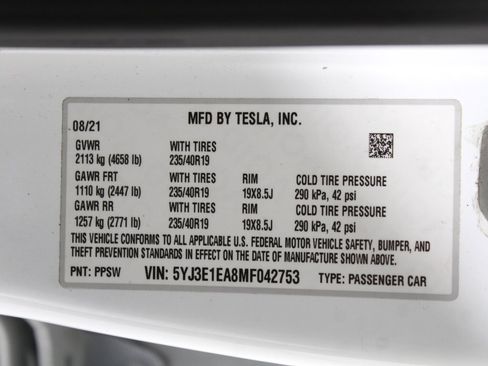 MFD BY TESLA, INC.
08/21
GVWR WITH TIRES
2113 kg (4658 lb) 235/40R19
GAWR FRT WITH TIRES RIM COLD TIRE PRESSURE
1110 kg (2447 lb) 235/40R19 19X8.5J 290 kPa, 42 psi
GAWR RR WITH TIRES RIM COLD TIRE PRESSURE
1257 kg (2771 lb) 235/40R19 19X8.5J 290 kPa, 42 psi
THIS VEHICLE CONFORMS TO ALL APPLICABLE U.S. FEDERAL MOTOR VEHICLE SAFETY, BUMPER, AND
THEFT PREVENTION STANDARDS IN EFFECT ON THE DATE OF MANUFACTURE SHOWN ABOVE.
PNT: PPSW VIN: 5YJ3E1EA8MF042753 TYPE: PASSENGER CAR